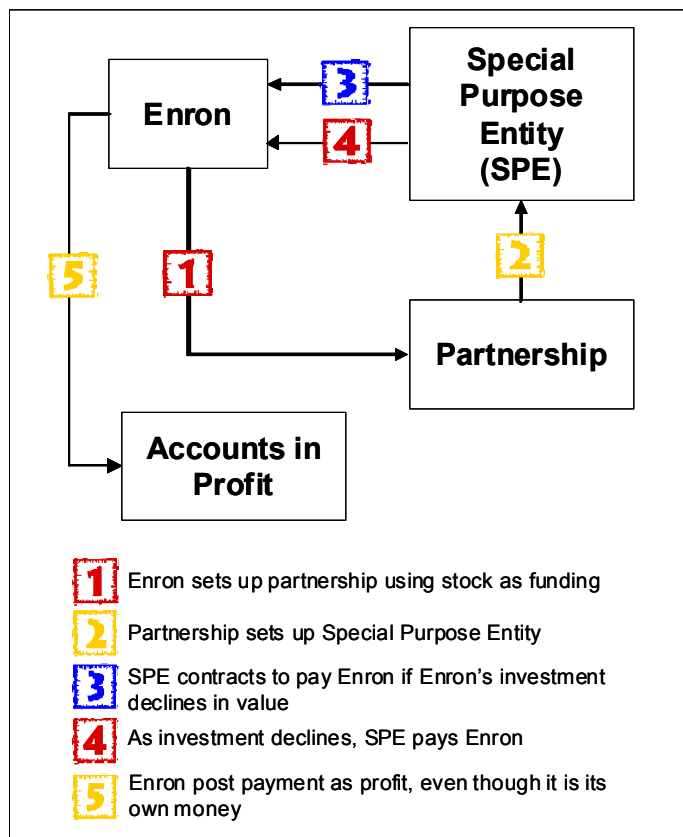 Enron
3
4
Special
Purpose
Entity
(SPE)
5
1
2
Partnership
Accounts in
Profit
1 Enron sets up partnership using stock as funding
2 Partnership sets up Special Purpose Entity
3 SPE contracts to pay Enron if Enron's investment
declines in value
4 As investment declines, SPE pays Enron
5 Enron post payment as profit, even though it is its
own money